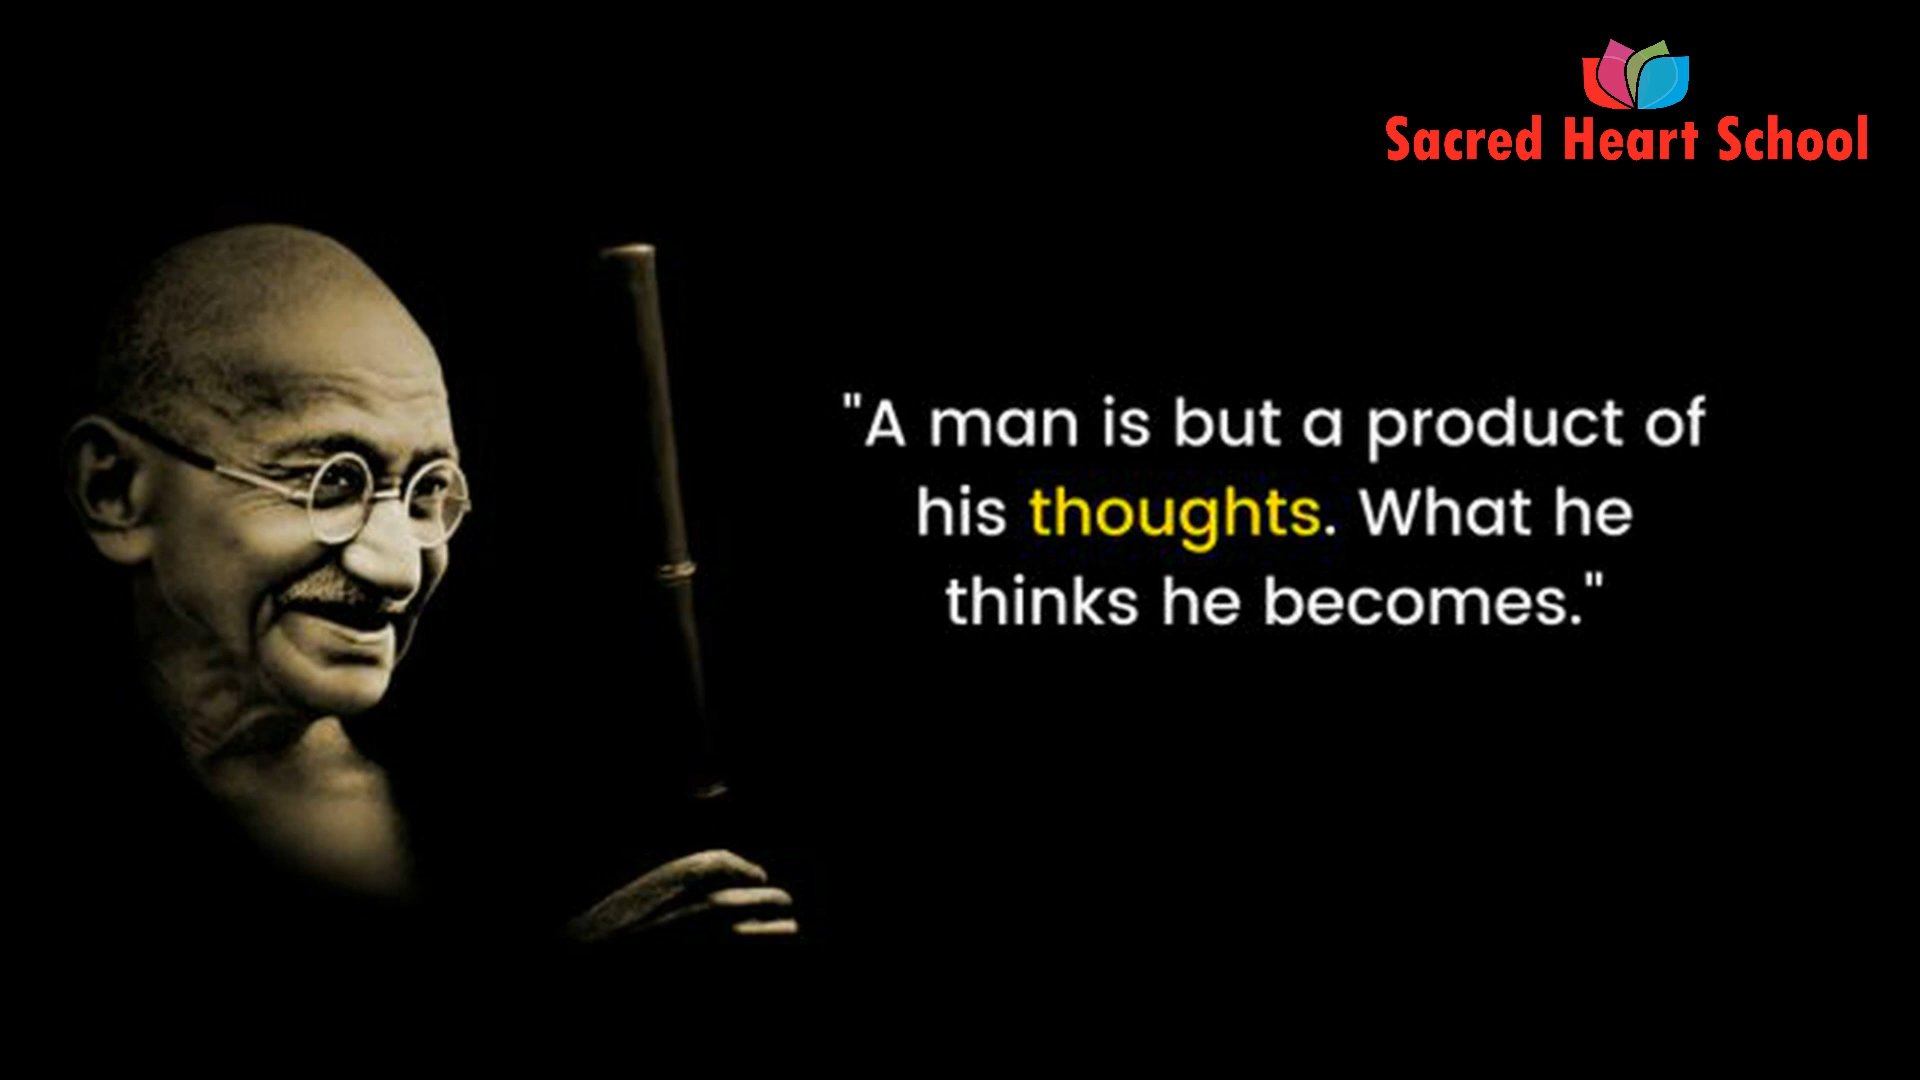 Sacred Heart School
"A man is but a product of
his thoughts. What he
thinks he becomes."